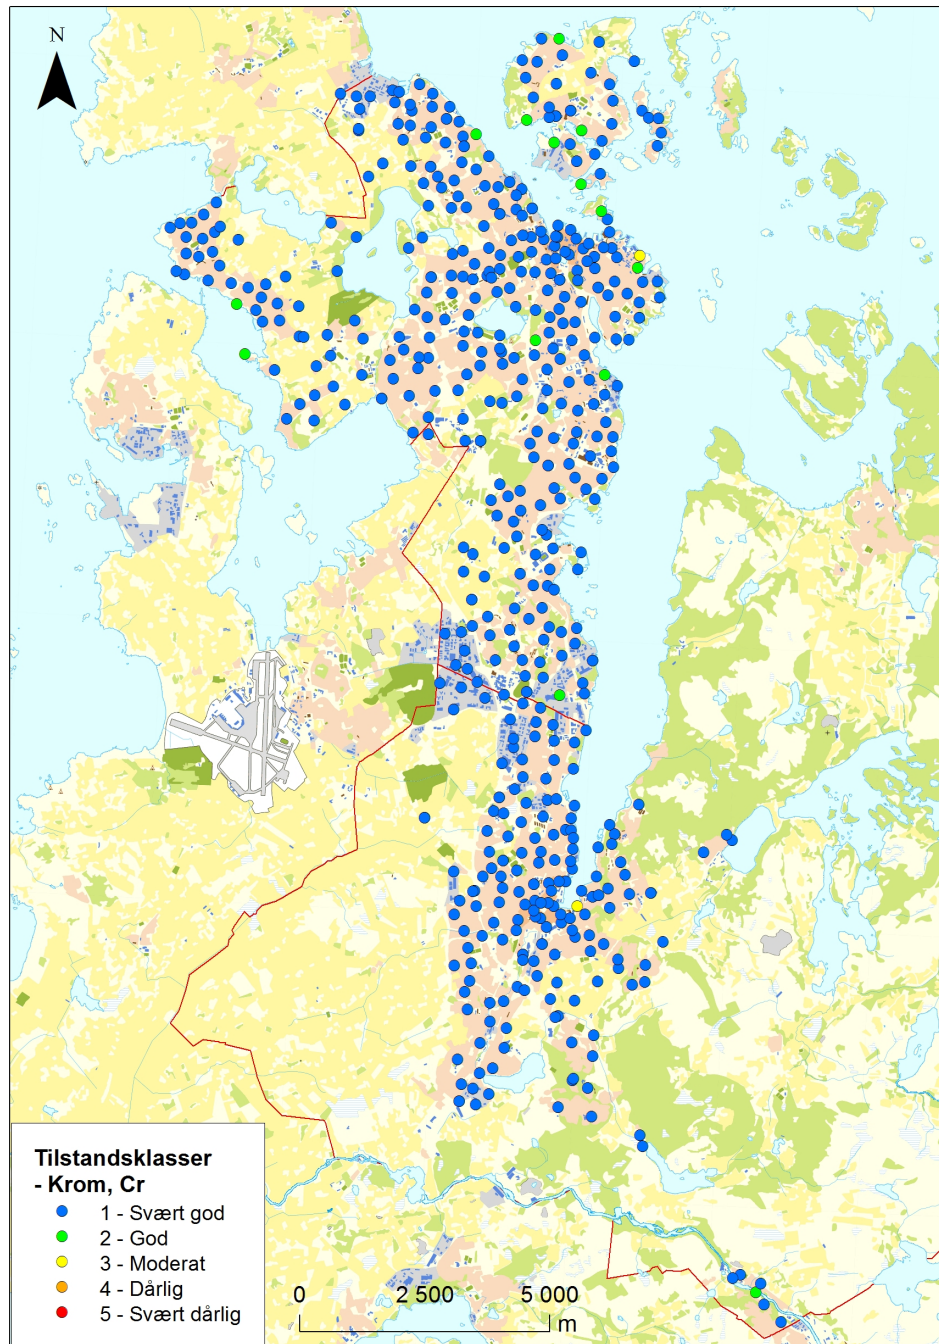 N
Tilstandsklasser
- Krom, Cr
1 - Svært god
2 - God
3 - Moderat
4 - Dårlig
5 - Svært dårlig
0 2 500 5 000
m